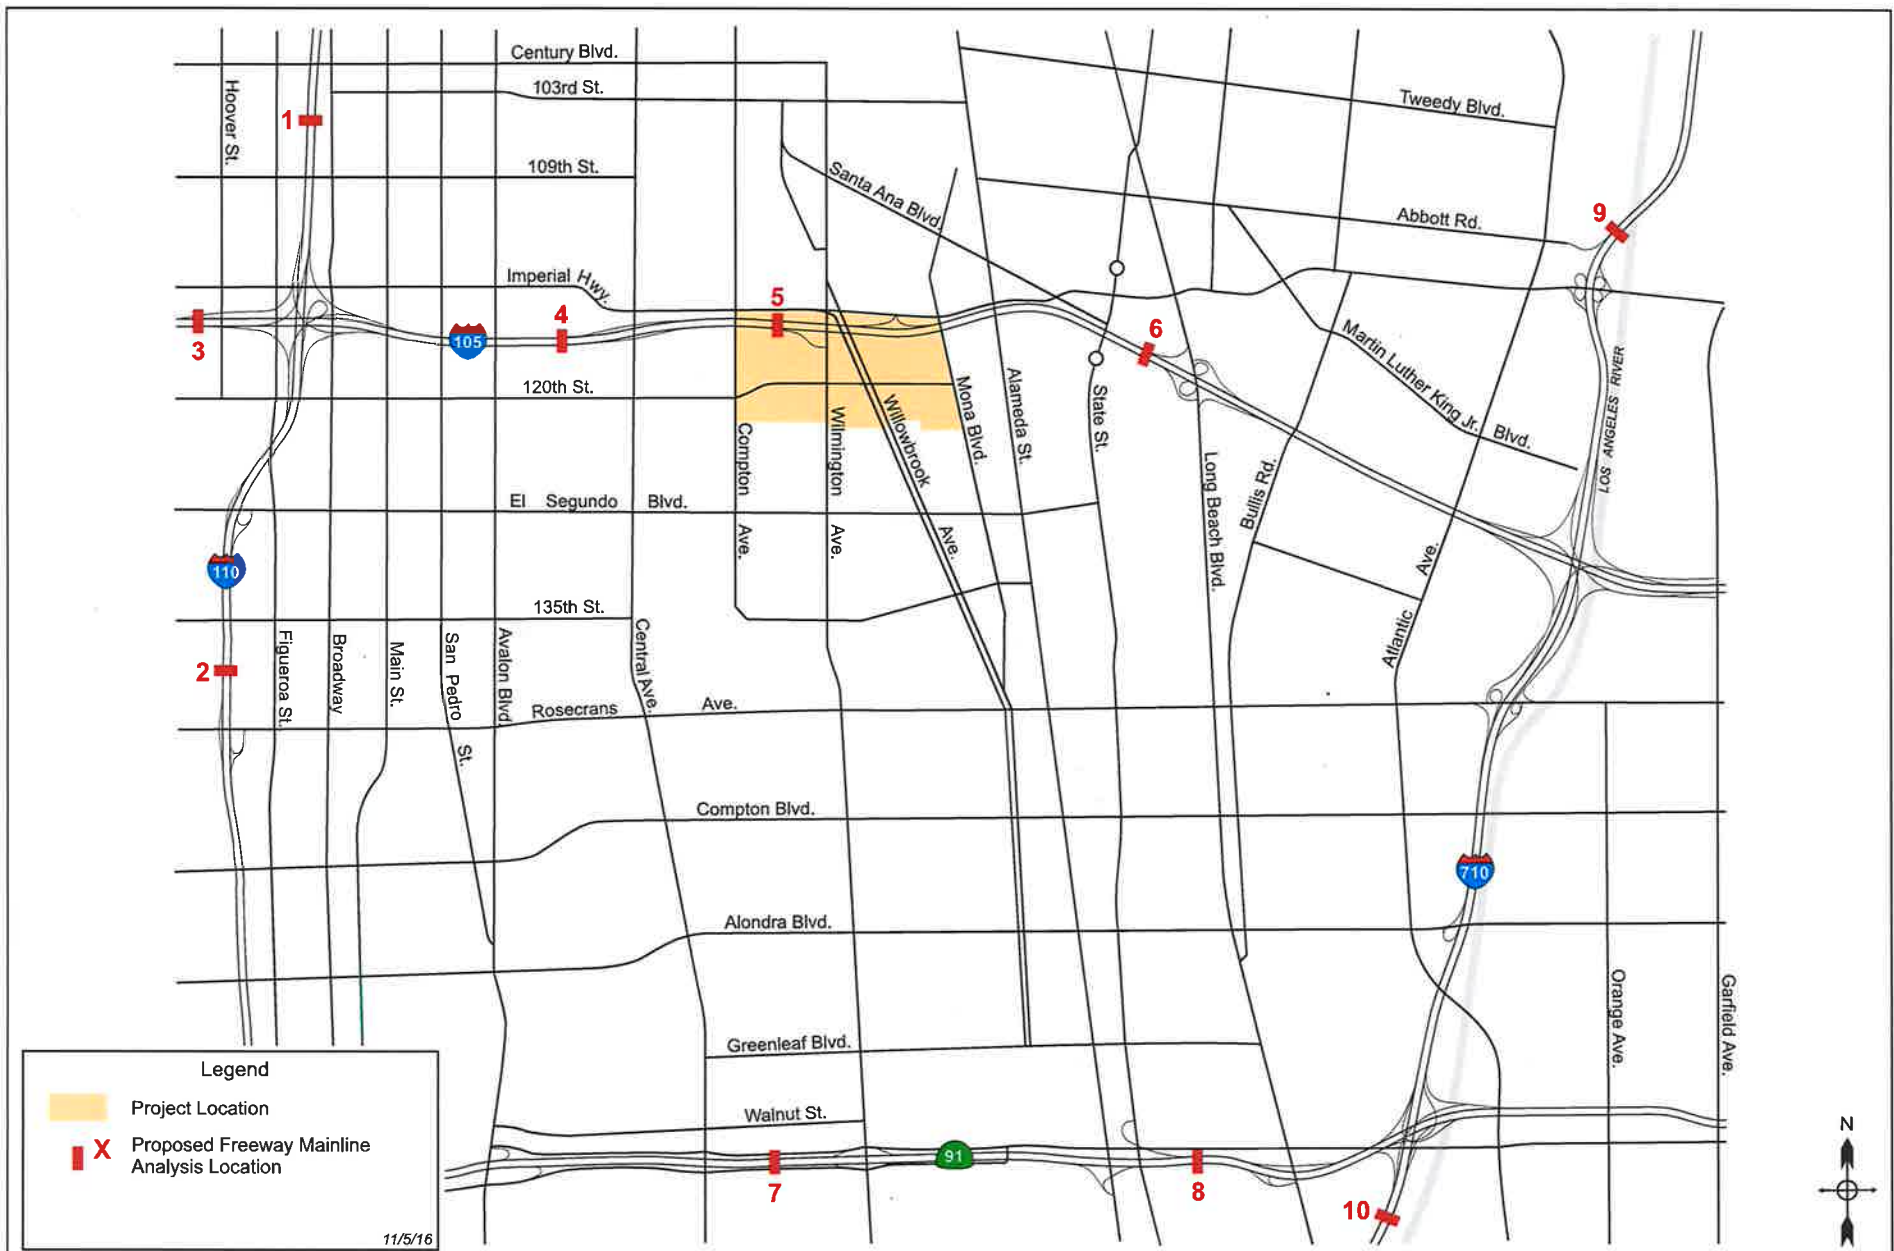 Century Blvd.
103rd St.
Tweedy Blvd.
Hoover St.
1
109th St.
Santa Ana Blvd.
Abbott Rd.
9
Imperial Hwy.
3
105
4
5
6
Martin Luther King Jr. Blvd.
LOS ANGELES RIVER
120th St.
Compton Ave.
Wilmington Ave.
Willowbrook Ave.
Mona Blvd.
Alameda St.
State St.
Long Beach Blvd.
Bullis Rd.
El Segundo Blvd.
110
Atlantic Ave.
135th St.
2
Figueroa St.
Broadway
Main St.
San Pedro St.
Avalon Blvd.
Central Ave.
Rosecrans Ave.
Compton Blvd.
710
Alondra Blvd.
Orange Ave.
Garfield Ave.
Greenleaf Blvd.
Walnut St.
91
7
8
10
N
Legend
Project Location
X Proposed Freeway Mainline
Analysis Location
11/5/16